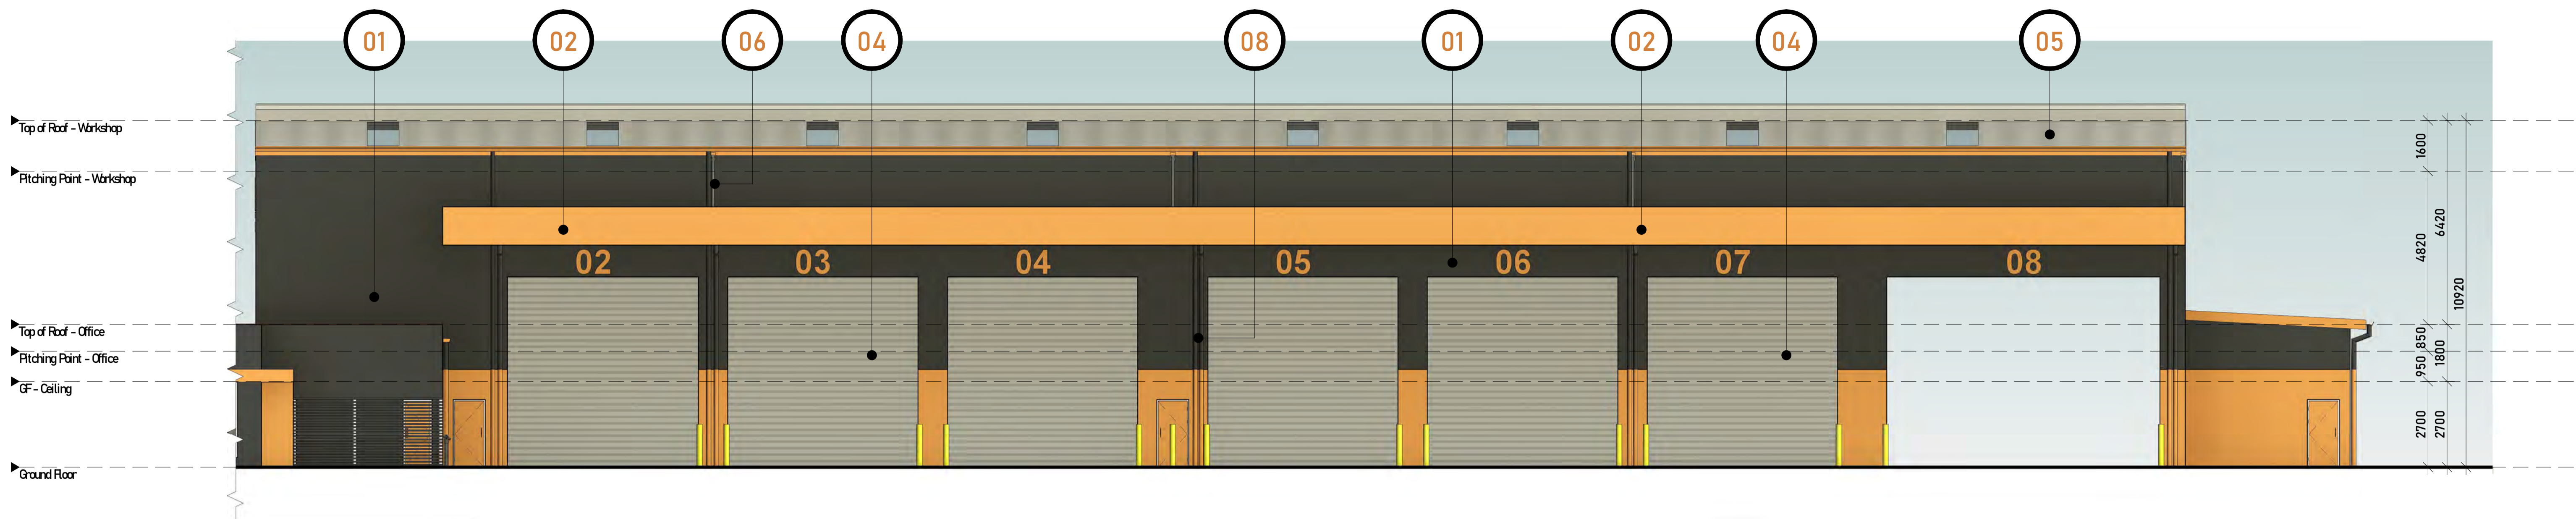 01 02 06 04 08 01 02 04 05
Top of Roof - Workshop
1600
Pitching Point - Workshop
4820
6420
10920
02 03 04 05 06 07 08
Top of Roof - Office
850
Pitching Point - Office
1800
950
GF - Ceiling
2700
2700
Ground Floor